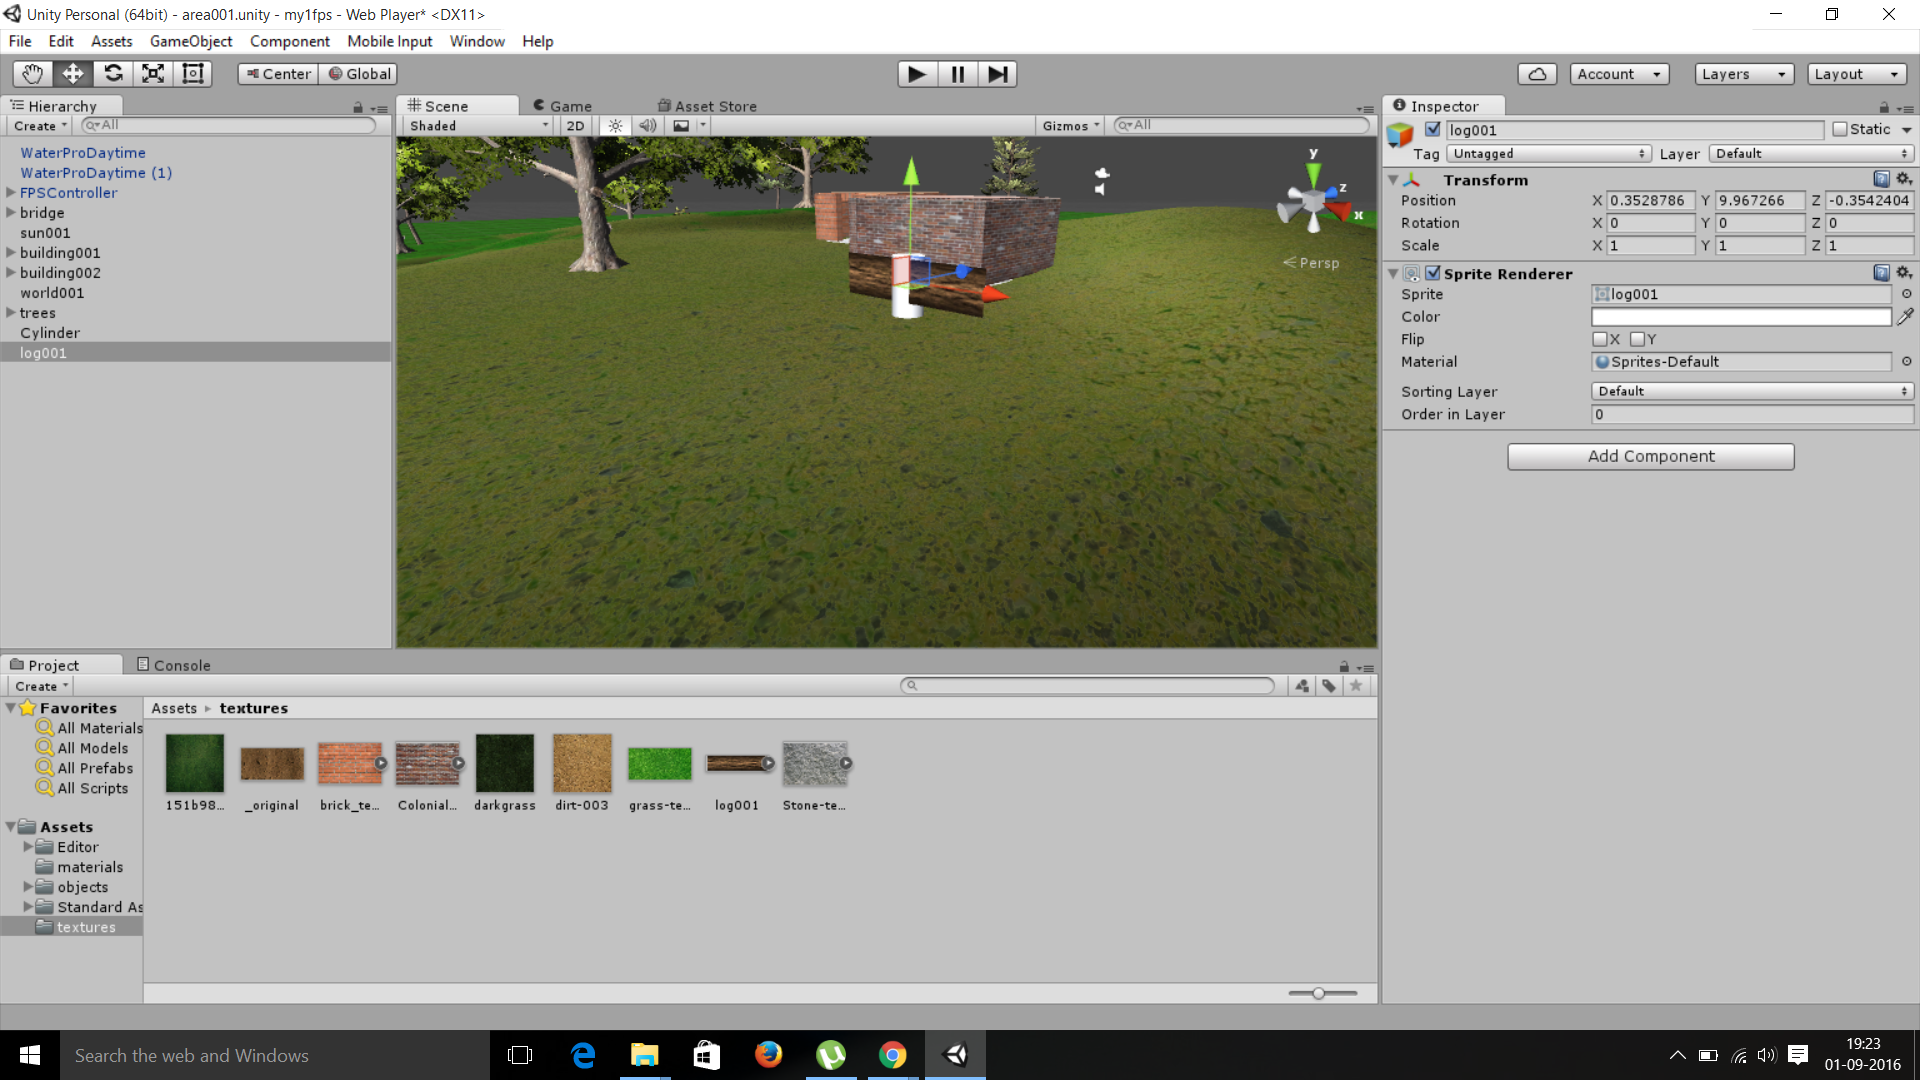 Unity Personal (64bit) - area001.unity - my1fps - Web Player* <DX11>
File Edit Assets GameObject Component Mobile Input Window Help
Center Global Account Layers Layout
Hierarchy
Create All
WaterProDaytime
WaterProDaytime (1)
FPSController
bridge
sun001
building001
building002
world001
trees
Cylinder
log001
Scene Game Asset Store
Shaded 2D Gizmos All
y
z
x
Persp
Inspector
log001 Static
Tag Untagged Layer Default
Transform
Position X 0.3528786 Y 9.967266 Z -0.3542404
Rotation X 0 Y 0 Z 0
Scale X 1 Y 1 Z 1
Sprite Renderer
Sprite log001
Color
Flip X Y
Material Sprites-Default
Sorting Layer Default
Order in Layer 0
Add Component
Project Console
Create
Favorites
All Materials
All Models
All Prefabs
All Scripts
Assets
Editor
materials
objects
Standard As
textures
Assets textures
151b98... _original brick_te... Colonial... darkgrass dirt-003 grass-te... log001 Stone-te...
Search the web and Windows
19:23
01-09-2016